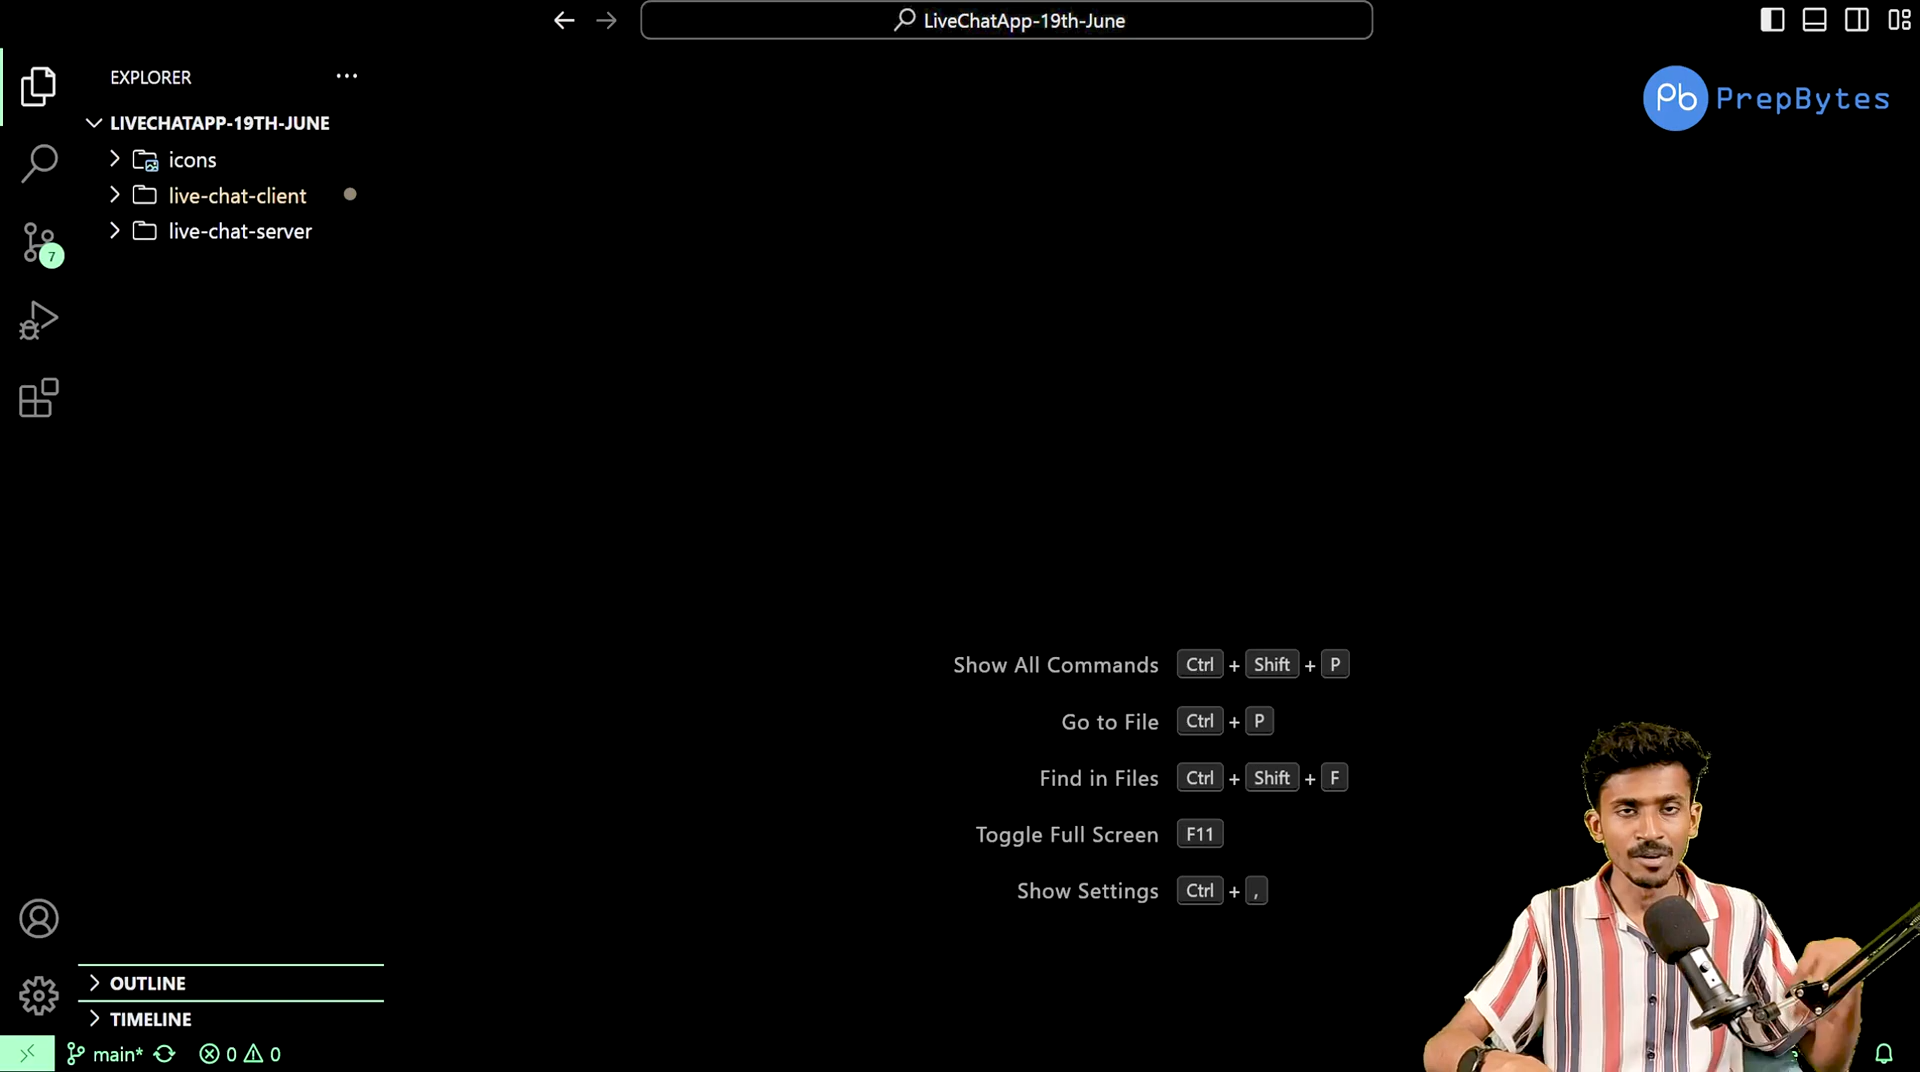 LiveChatApp-19th-June
EXPLORER
Pb PrepBytes
LIVECHATAPP-19TH-JUNE
icons
live-chat-client
live-chat-server
7
Show All Commands Ctrl + Shift + P
Go to File Ctrl + P
Find in Files Ctrl + Shift + F
Toggle Full Screen F11
Show Settings Ctrl + ,
OUTLINE
TIMELINE
main* 0 0